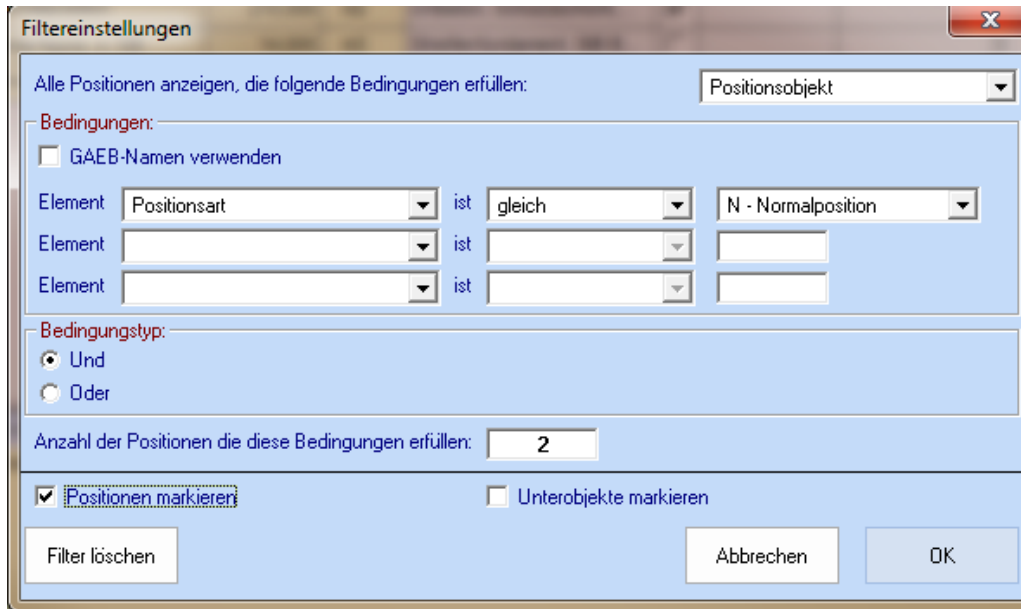 Filtereinstellungen
Alle Positionen anzeigen, die folgende Bedingungen erfüllen: Positionsobjekt
Bedingungen:
GAEB-Namen verwenden
Element Positionsart ist gleich N - Normalposition
Element ist
Element ist
Bedingungstyp:
Und
Oder
Anzahl der Positionen die diese Bedingungen erfüllen: 2
Positionen markieren Unterobjekte markieren
Filter löschen Abbrechen OK